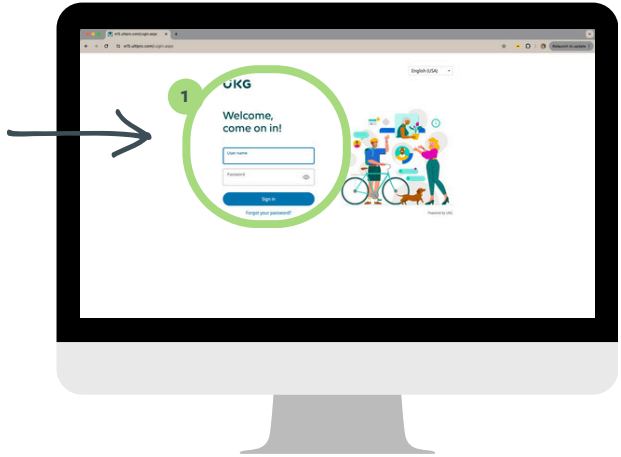 Relaunch to update
English (USA)
1
UKG
Welcome,
come on in!
User name
Password
Sign in
Forgot your password?
Powered by UKG